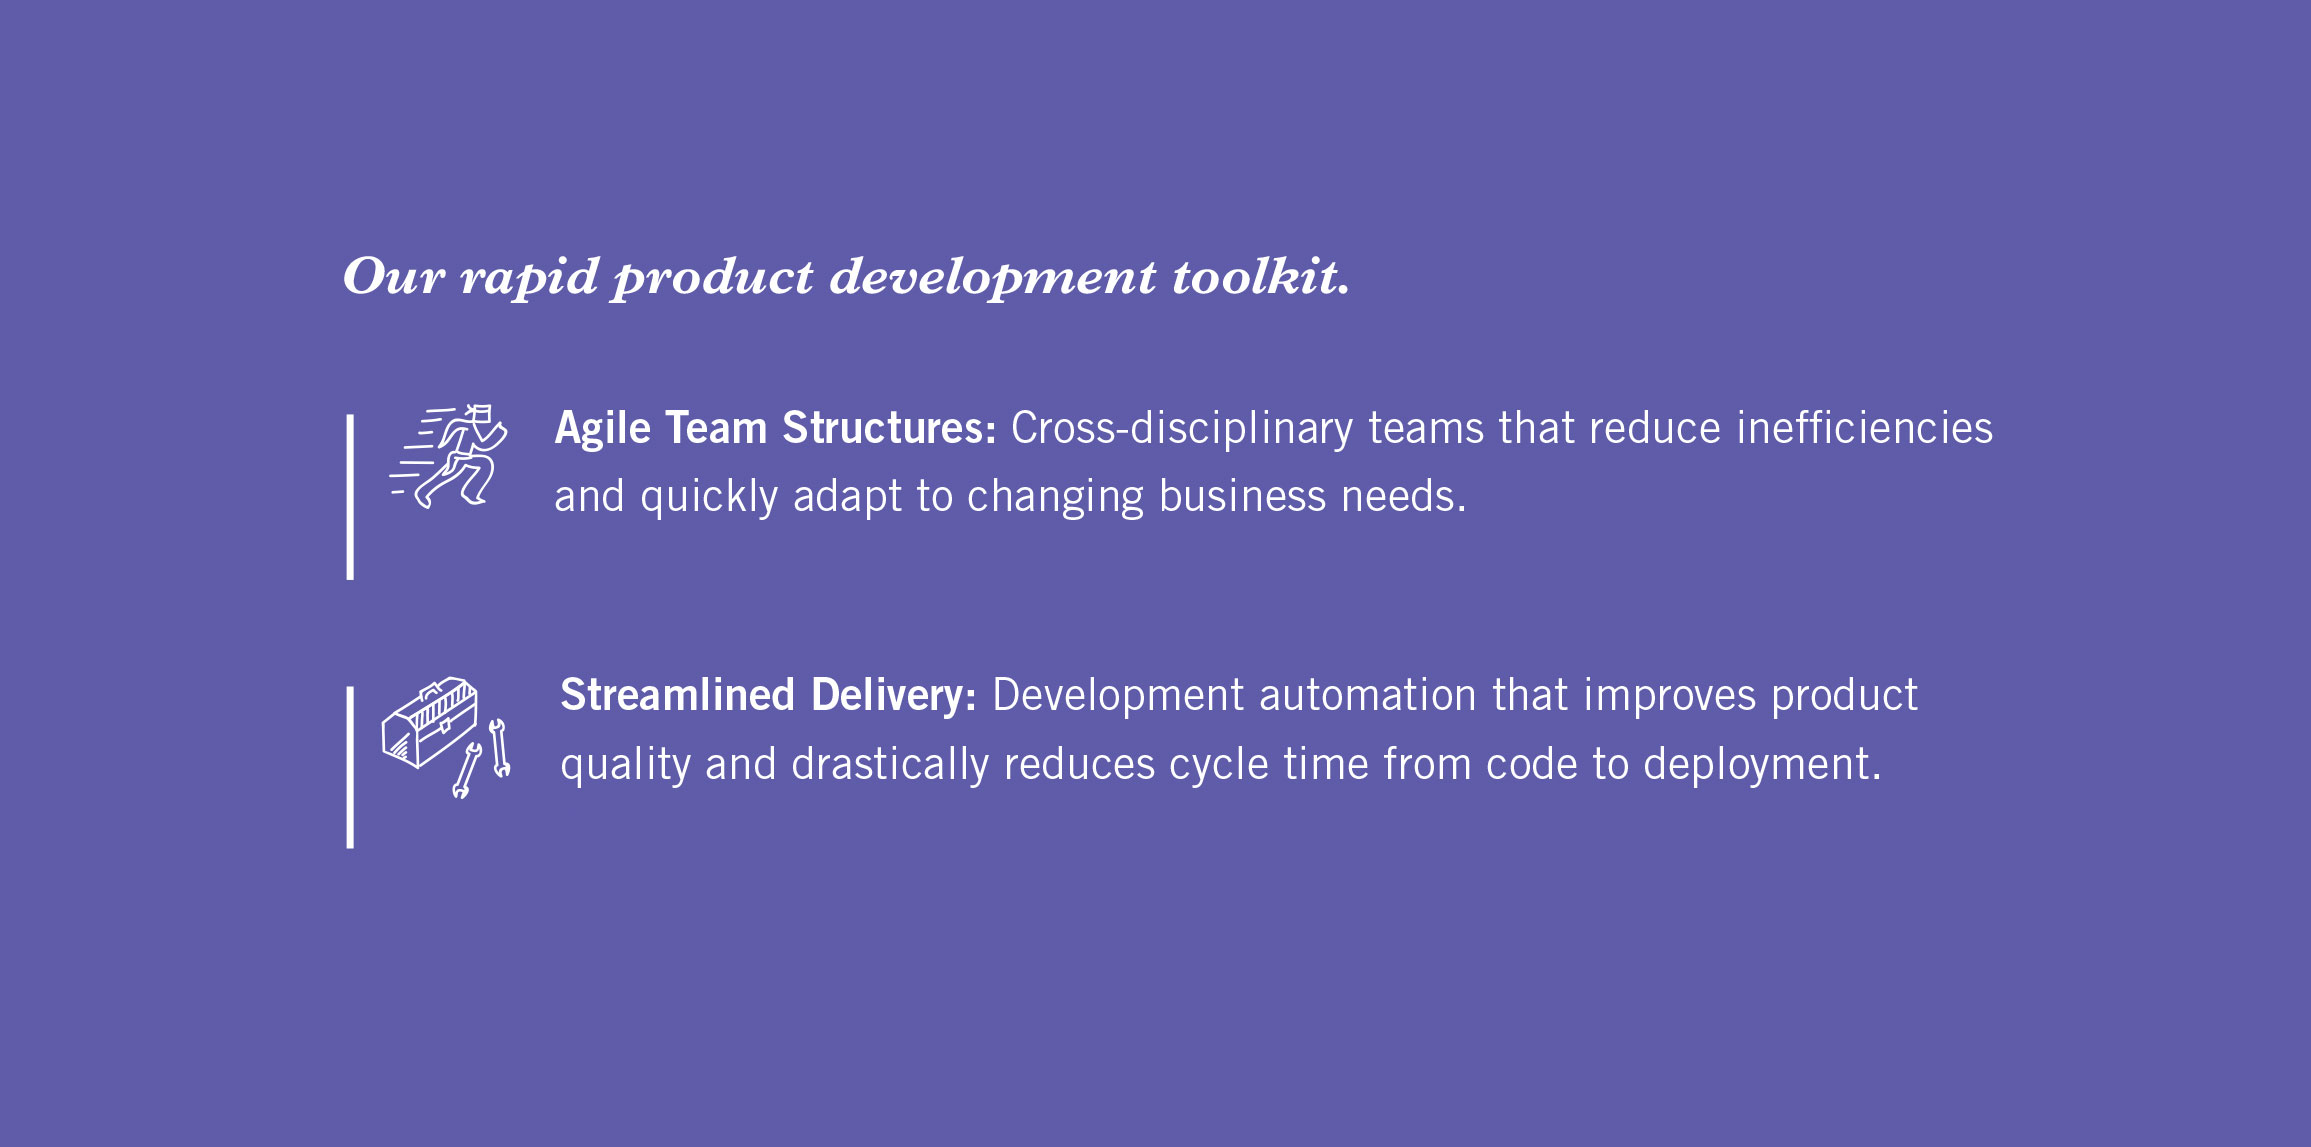 Our rapid product development toolkit.
Agile Team Structures: Cross-disciplinary teams that reduce inefficiencies
and quickly adapt to changing business needs.
Streamlined Delivery: Development automation that improves product
quality and drastically reduces cycle time from code to deployment.